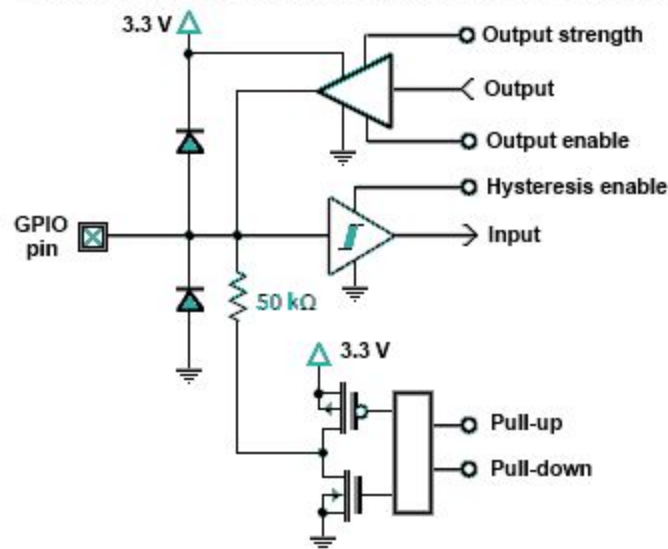 3.3 V
Output strength
Output
Output enable
Hysteresis enable
GPIO
pin
Input
50 kΩ
3.3 V
Pull-up
Pull-down